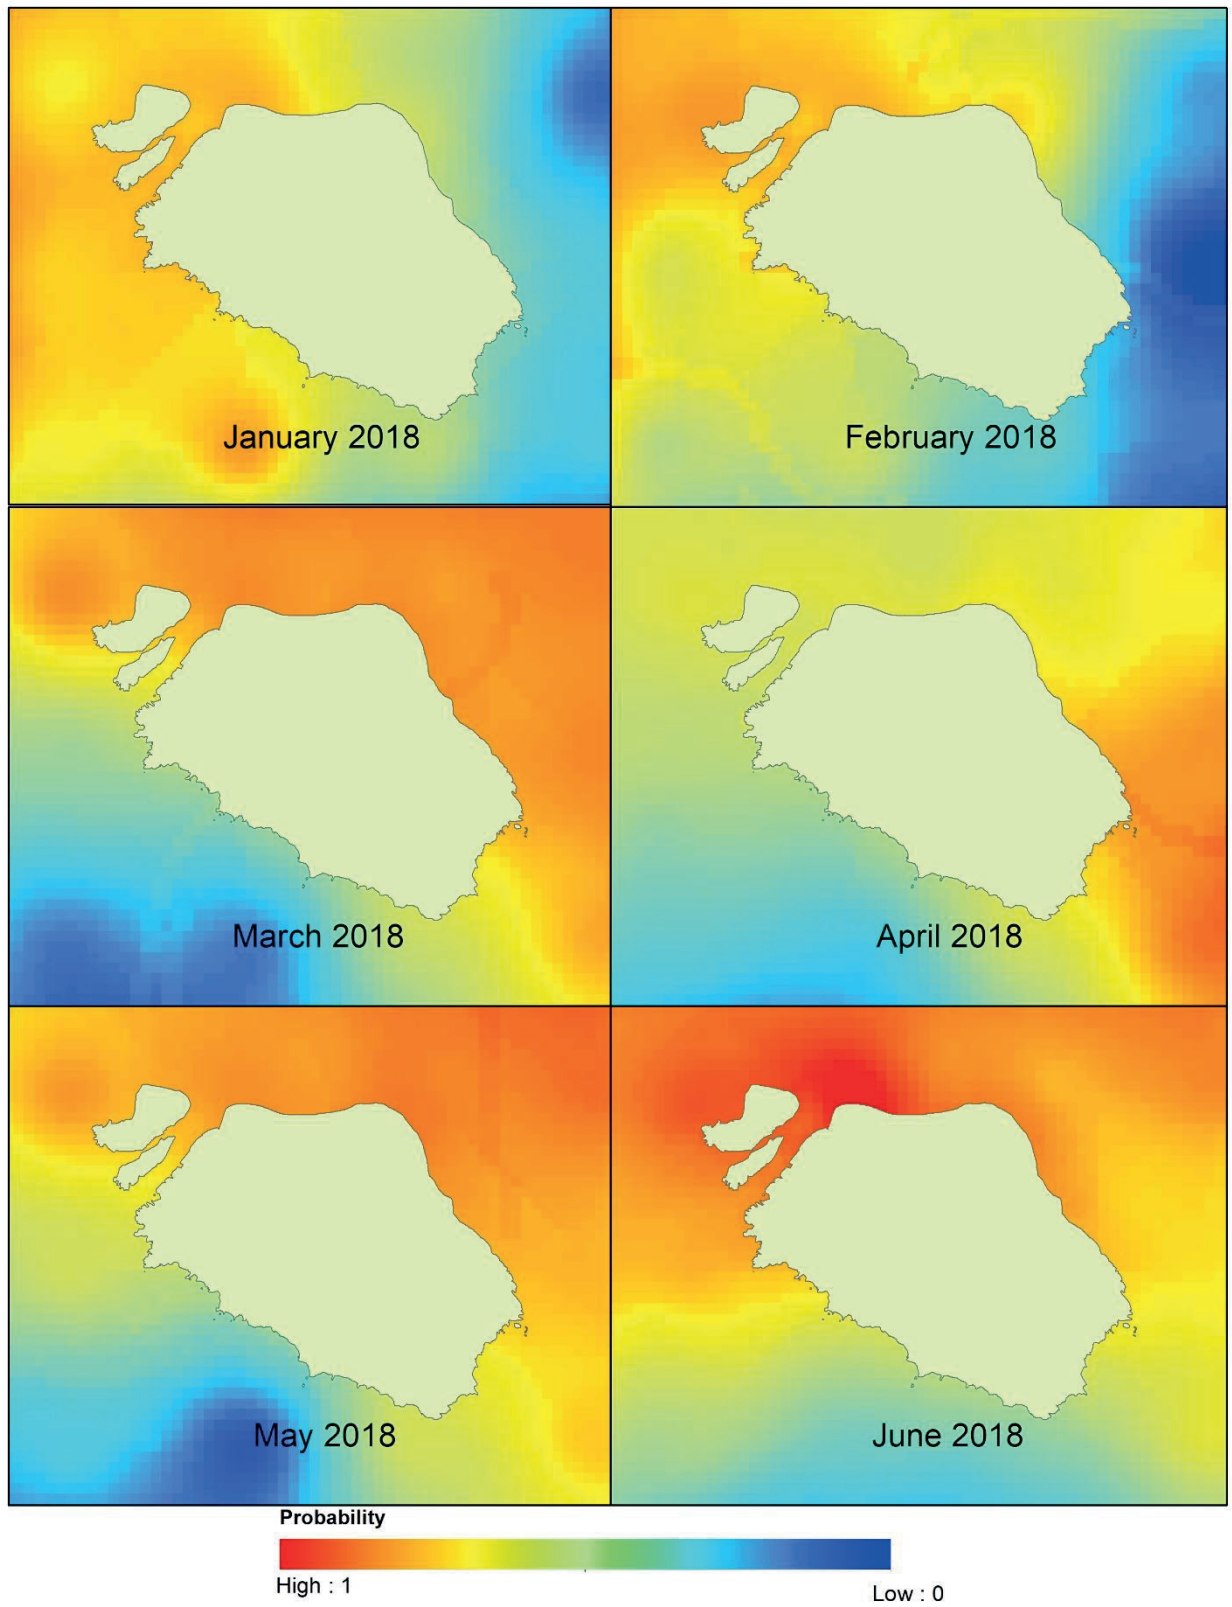 January 2018
February 2018
March 2018
April 2018
May 2018
June 2018
Probability
High : 1
Low : 0